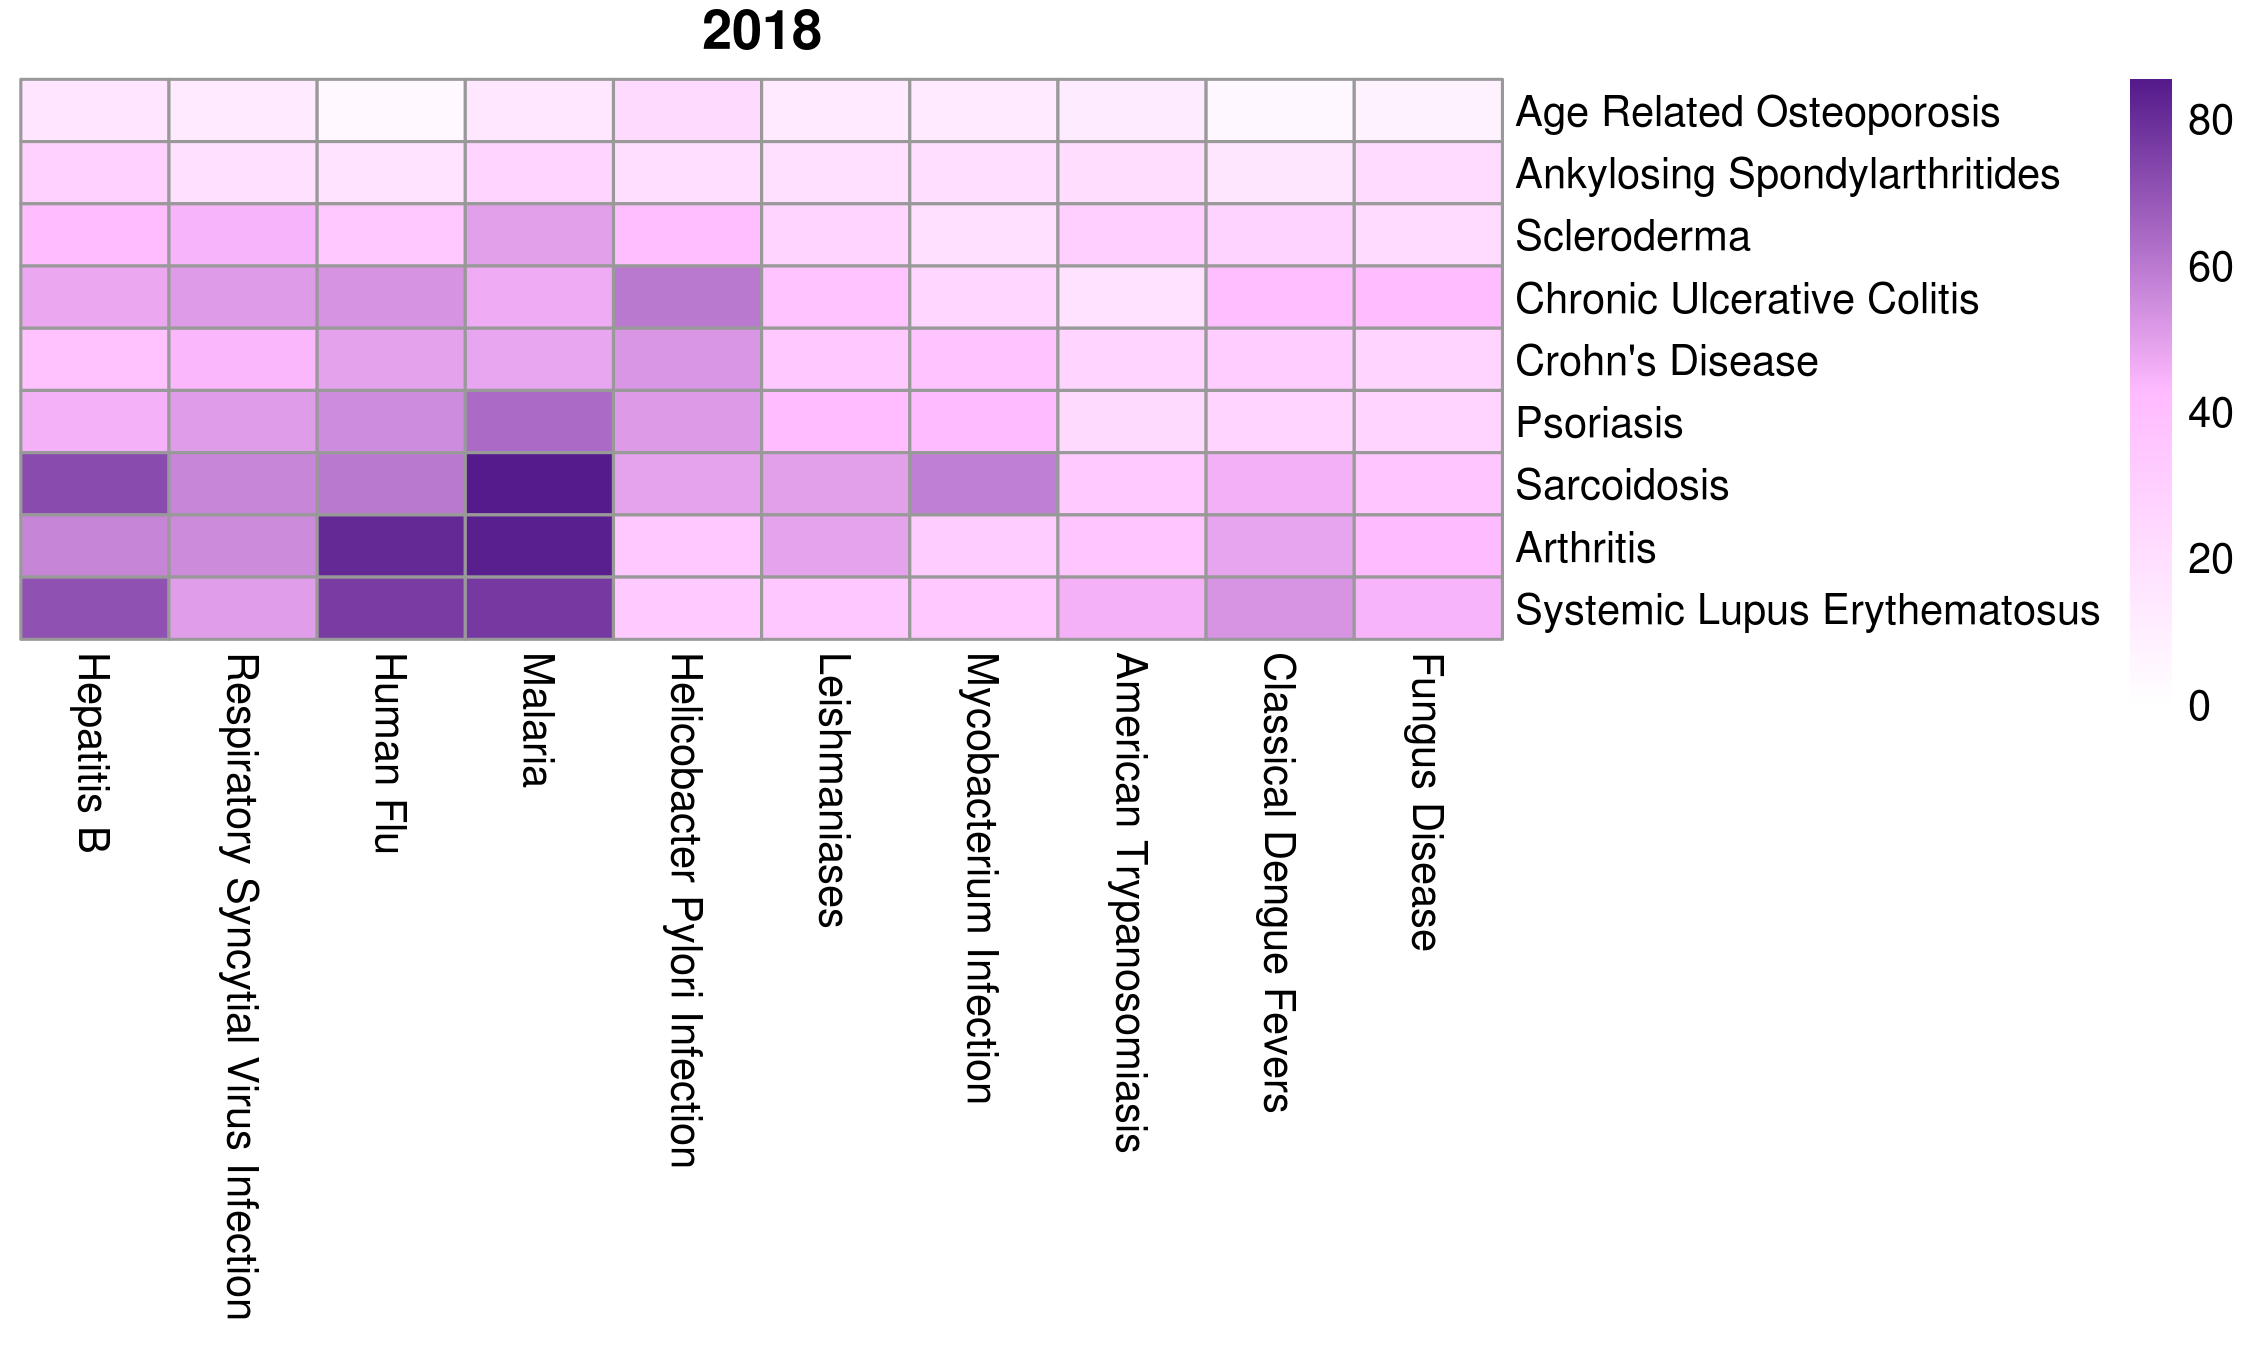 2018
Age Related Osteoporosis
Ankylosing Spondylarthritides
Scleroderma
Chronic Ulcerative Colitis
Crohn's Disease
Psoriasis
Sarcoidosis
Arthritis
Systemic Lupus Erythematosus
80
60
40
20
0
Hepatitis B
Respiratory Syncytial Virus Infection
Human Flu
Malaria
Helicobacter Pylori Infection
Leishmaniases
Mycobacterium Infection
American Trypanosomiasis
Classical Dengue Fevers
Fungus Disease